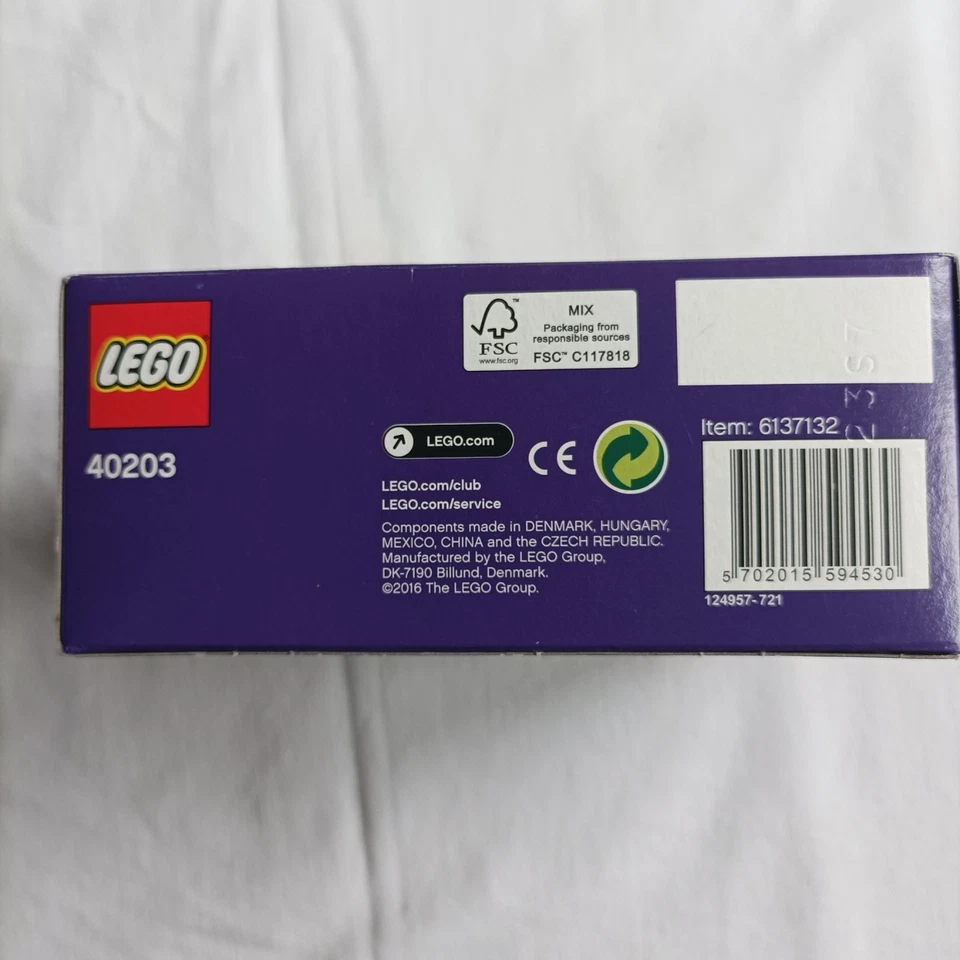 LEGO
40203
FSC™
www.fsc.org
MIX
Packaging from
responsible sources
FSC™ C117818
LEGO.com
CE
LEGO.com/club
LEGO.com/service
Components made in DENMARK, HUNGARY,
MEXICO, CHINA and the CZECH REPUBLIC.
Manufactured by the LEGO Group,
DK-7190 Billund, Denmark.
©2016 The LEGO Group.
23S7
Item: 6137132
5 702015 594530
124957-721